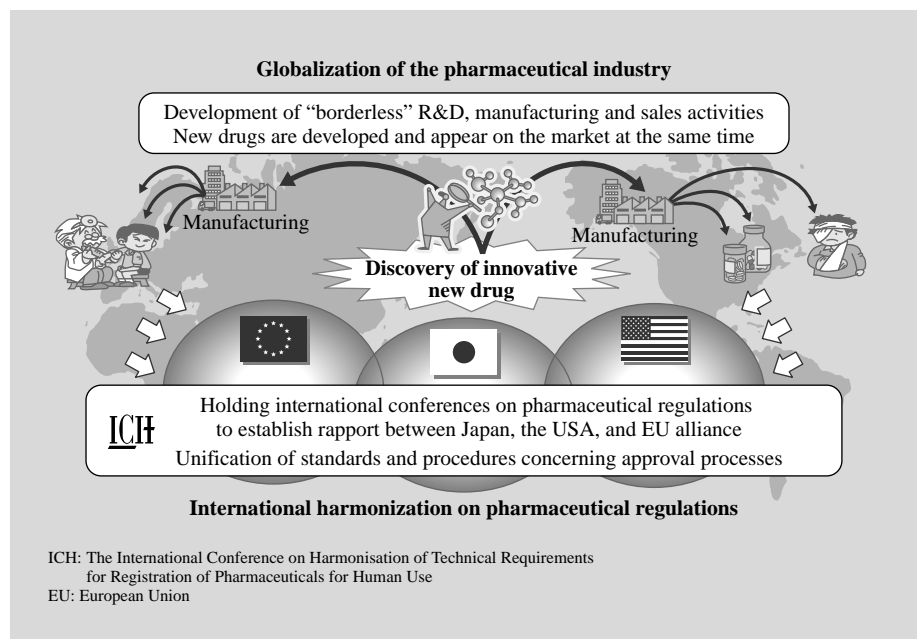 Globalization of the pharmaceutical industry
Development of “borderless” R&D, manufacturing and sales activities
New drugs are developed and appear on the market at the same time
Manufacturing
Manufacturing
Discovery of innovative
new drug
ICH
Holding international conferences on pharmaceutical regulations
to establish rapport between Japan, the USA, and EU alliance
Unification of standards and procedures concerning approval processes
International harmonization on pharmaceutical regulations
ICH: The International Conference on Harmonisation of Technical Requirements
for Registration of Pharmaceuticals for Human Use
EU: European Union